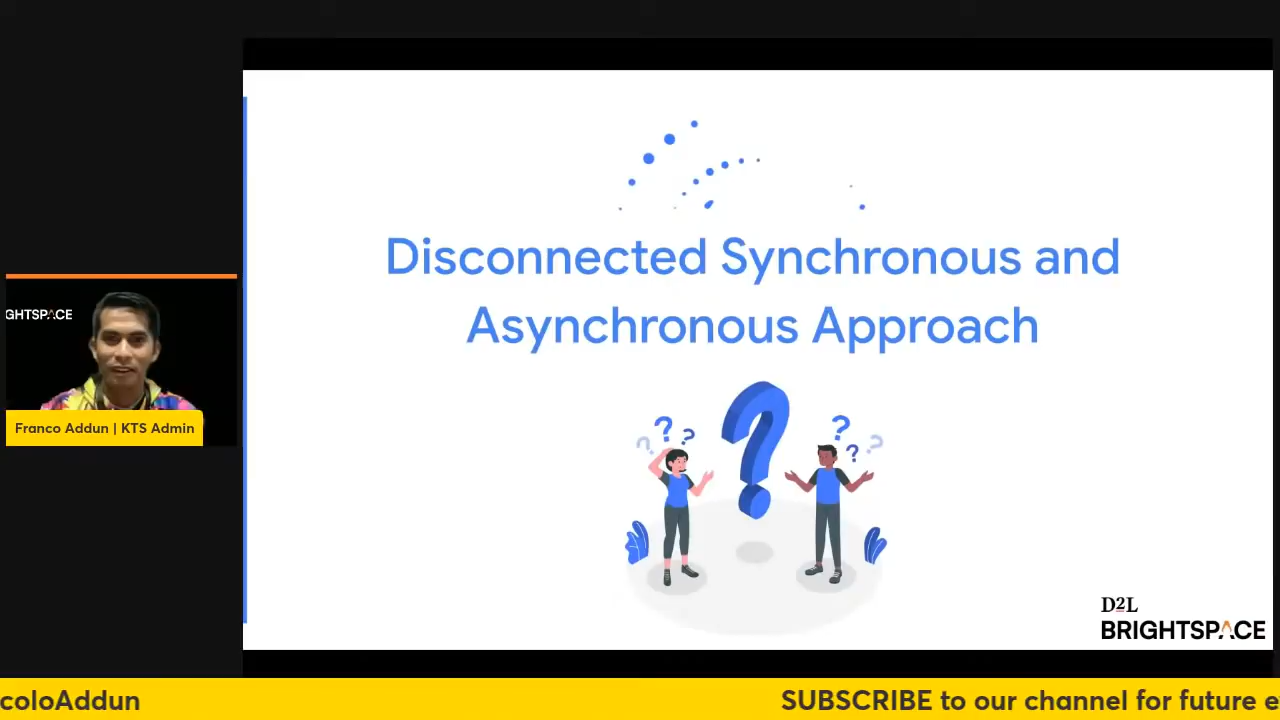 Disconnected Synchronous and
Asynchronous Approach
GHTSPACE
Franco Addun | KTS Admin
D2L
BRIGHTSPACE
coloAddun
SUBSCRIBE to our channel for future e